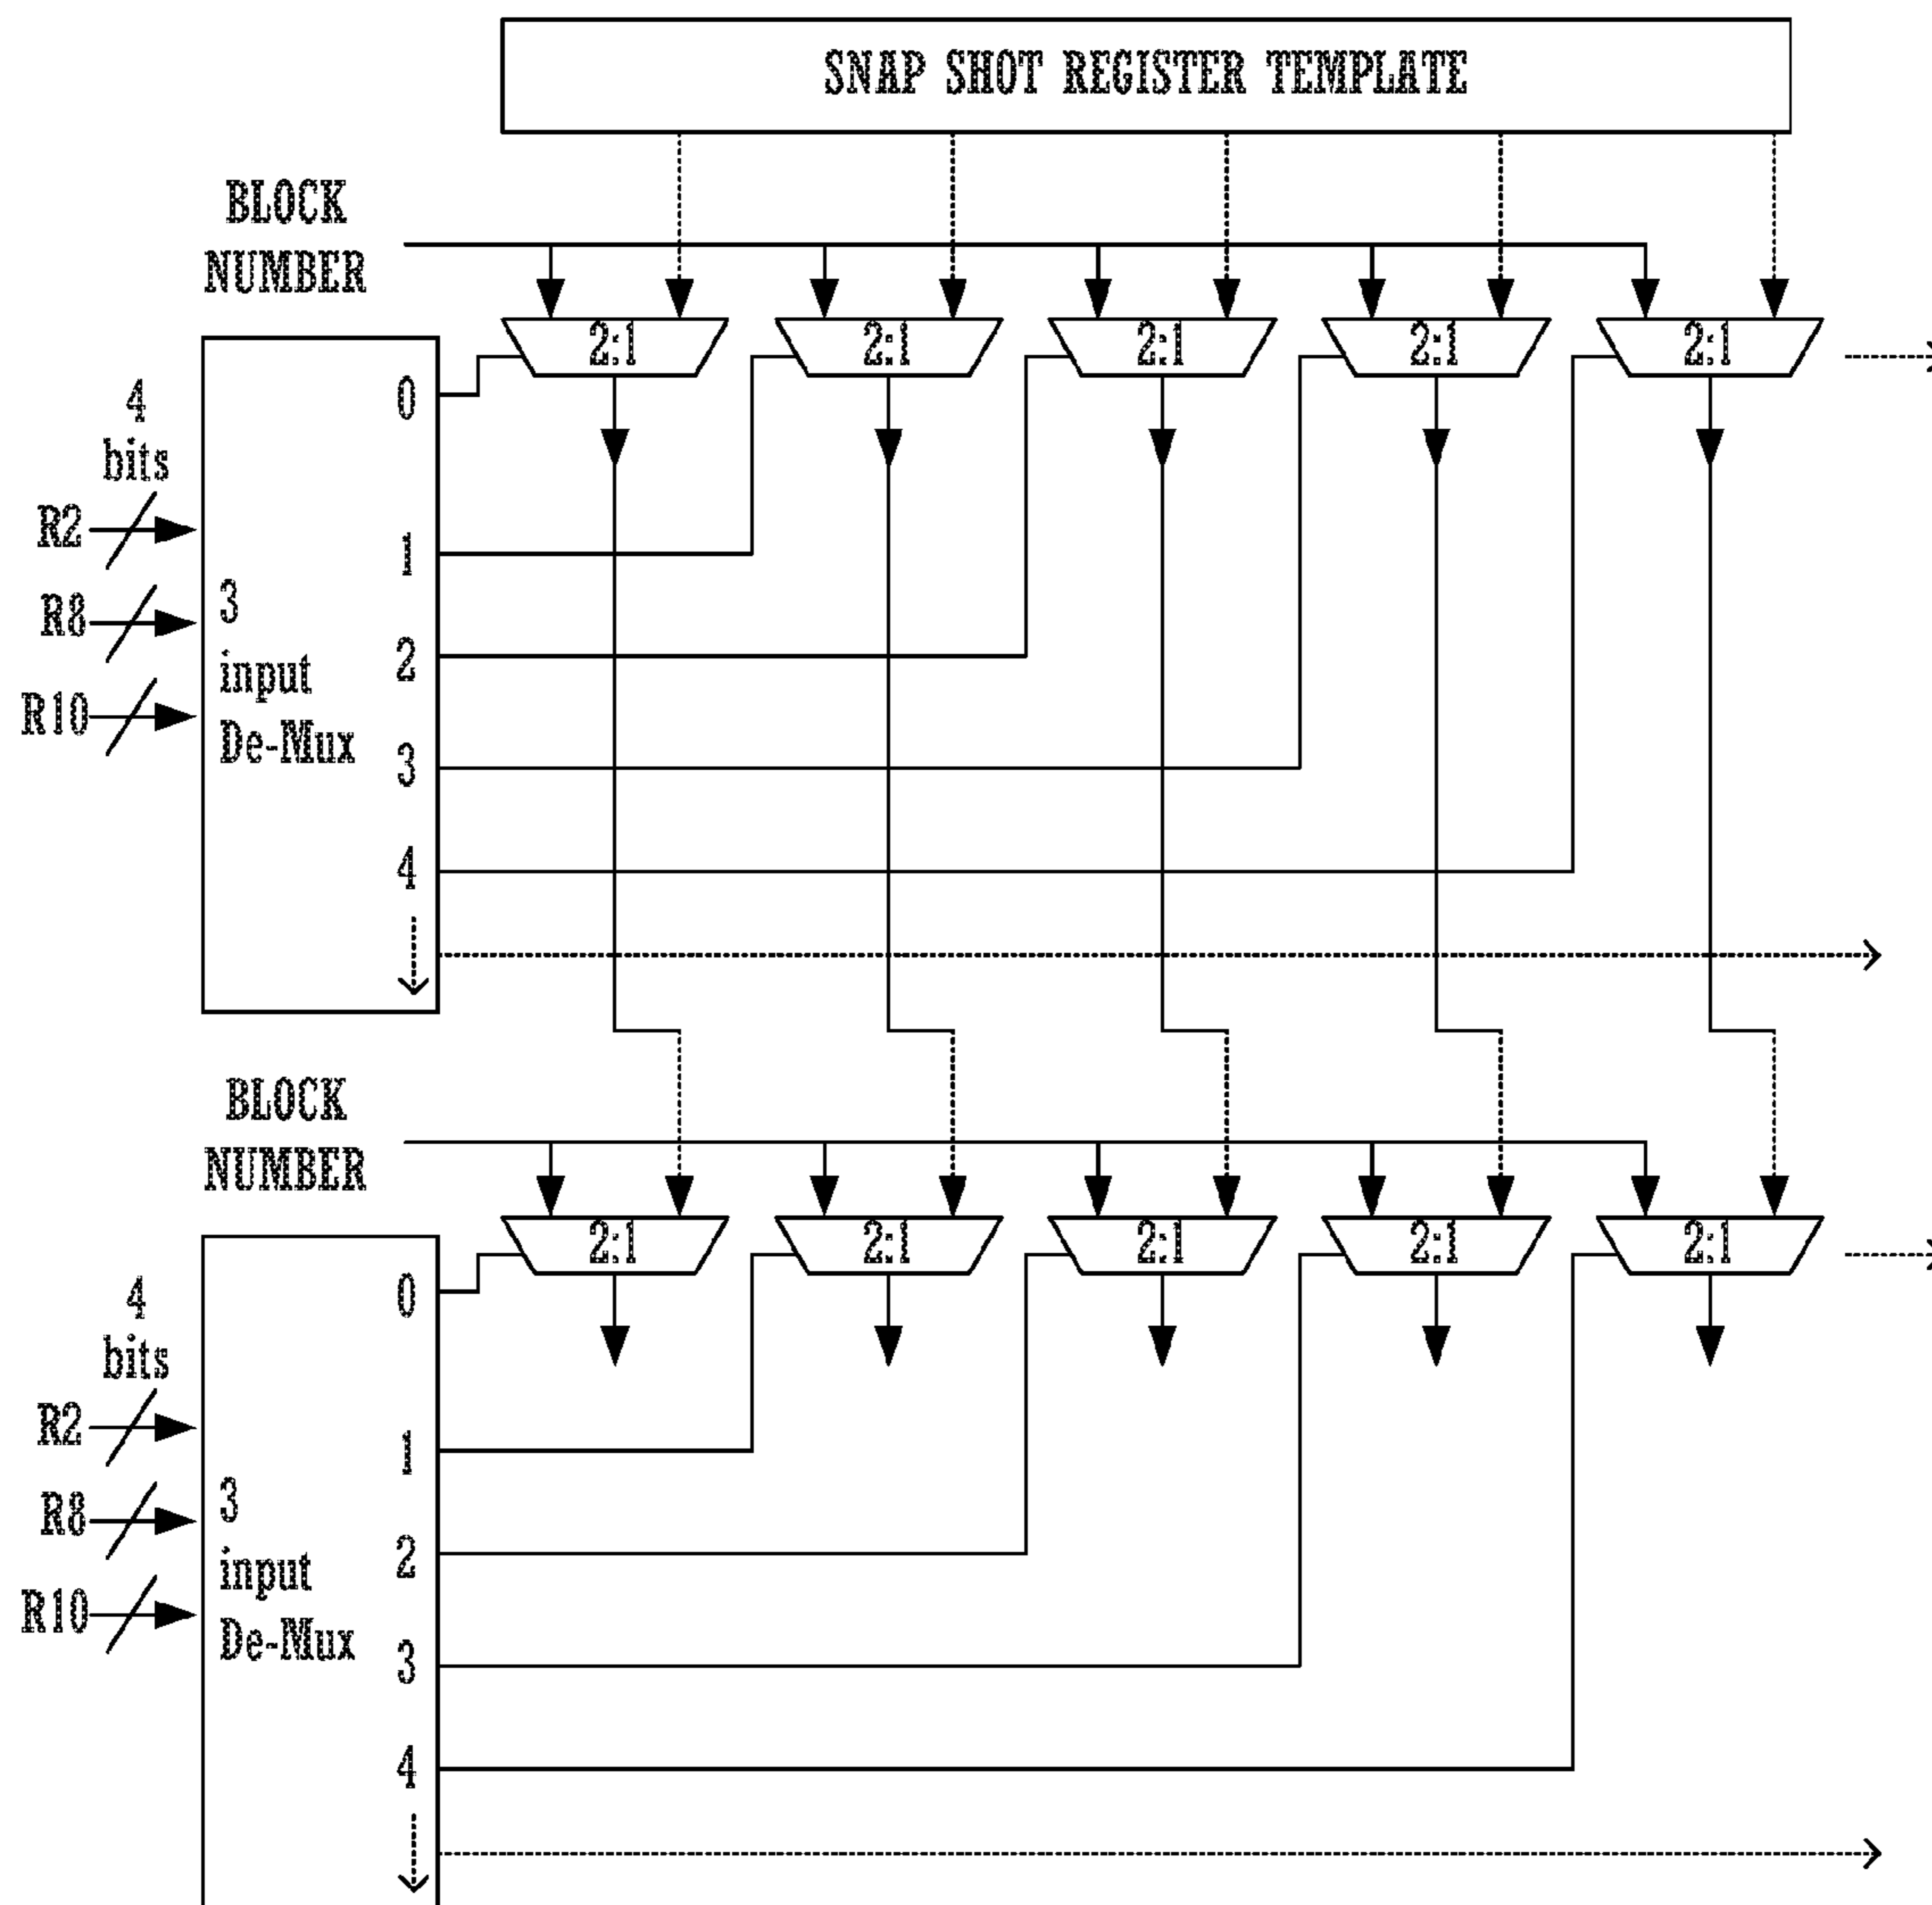 SNAP SHOT REGISTER TEMPLATE
BLOCK
NUMBER
2:1 2:1 2:1 2:1 2:1
4
bits
R2
R8
R10
3
input
De-Mux
0
1
2
3
4
BLOCK
NUMBER
2:1 2:1 2:1 2:1 2:1
4
bits
R2
R8
R10
3
input
De-Mux
0
1
2
3
4